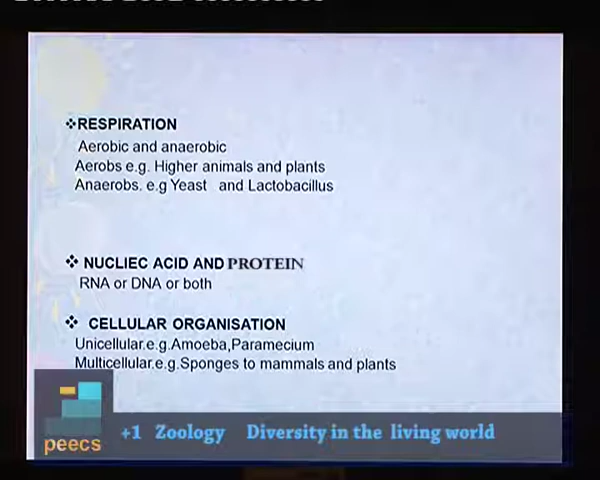 ❖RESPIRATION
Aerobic and anaerobic
Aerobs e.g. Higher animals and plants
Anaerobs. e.g Yeast and Lactobacillus
❖ NUCLIEC ACID AND PROTEIN
RNA or DNA or both
❖ CELLULAR ORGANISATION
Unicellular.e.g.Amoeba,Paramecium
Multicellular.e.g.Sponges to mammals and plants
peecs
+1 Zoology Diversity in the living world